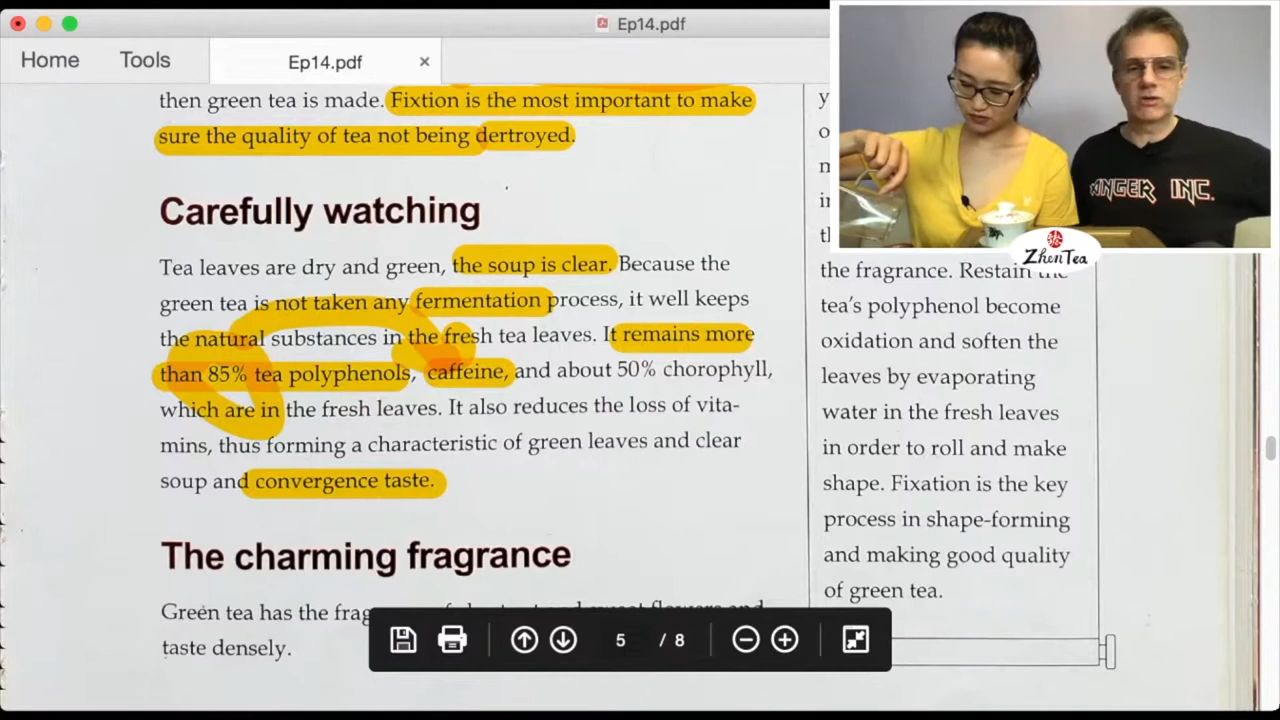 Ep14.pdf
Home
Tools
Ep14.pdf
then green tea is made. Fixtion is the most important to make
sure the quality of tea not being dertroyed.
Carefully watching
Tea leaves are dry and green, the soup is clear. Because the
green tea is not taken any fermentation process, it well keeps
the natural substances in the fresh tea leaves. It remains more
than 85% tea polyphenols, caffeine, and about 50% chorophyll,
which are in the fresh leaves. It also reduces the loss of vita-
mins, thus forming a characteristic of green leaves and clear
soup and convergence taste.
The charming fragrance
Green tea has the
taste densely.
the fragrance. Restain the
tea's polyphenol become
oxidation and soften the
leaves by evaporating
water in the fresh leaves
in order to roll and make
shape. Fixation is the key
process in shape-forming
and making good quality
of green tea.
5 / 8
ANGER INC.
ZhenTea